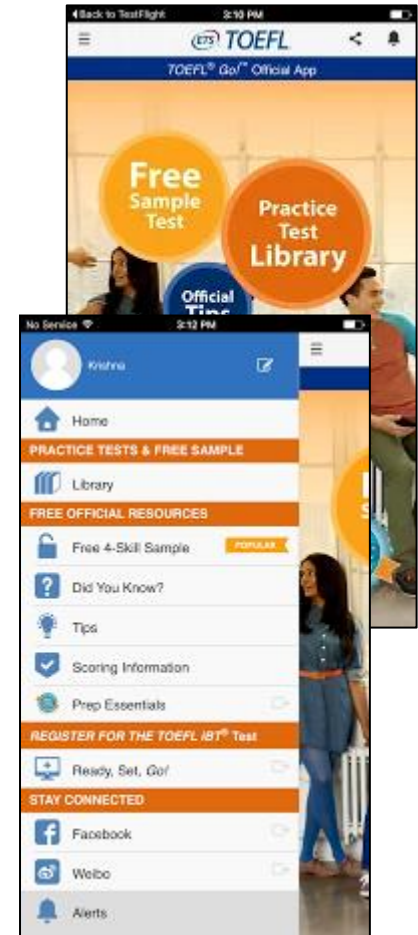 Back to TestFlight 3:10 PM
ETS TOEFL
TOEFL® Go!™ Official App
Free
Sample
Test
Practice
Test
Library
Official
Tips
No Service 3:12 PM
Krishna
Home
PRACTICE TESTS & FREE SAMPLE
Library
FREE OFFICIAL RESOURCES
Free 4-Skill Sample POPULAR
? Did You Know?
Tips
Scoring Information
Prep Essentials
REGISTER FOR THE TOEFL iBT® Test
Ready, Set, Go!
STAY CONNECTED
Facebook
Weibo
Alerts